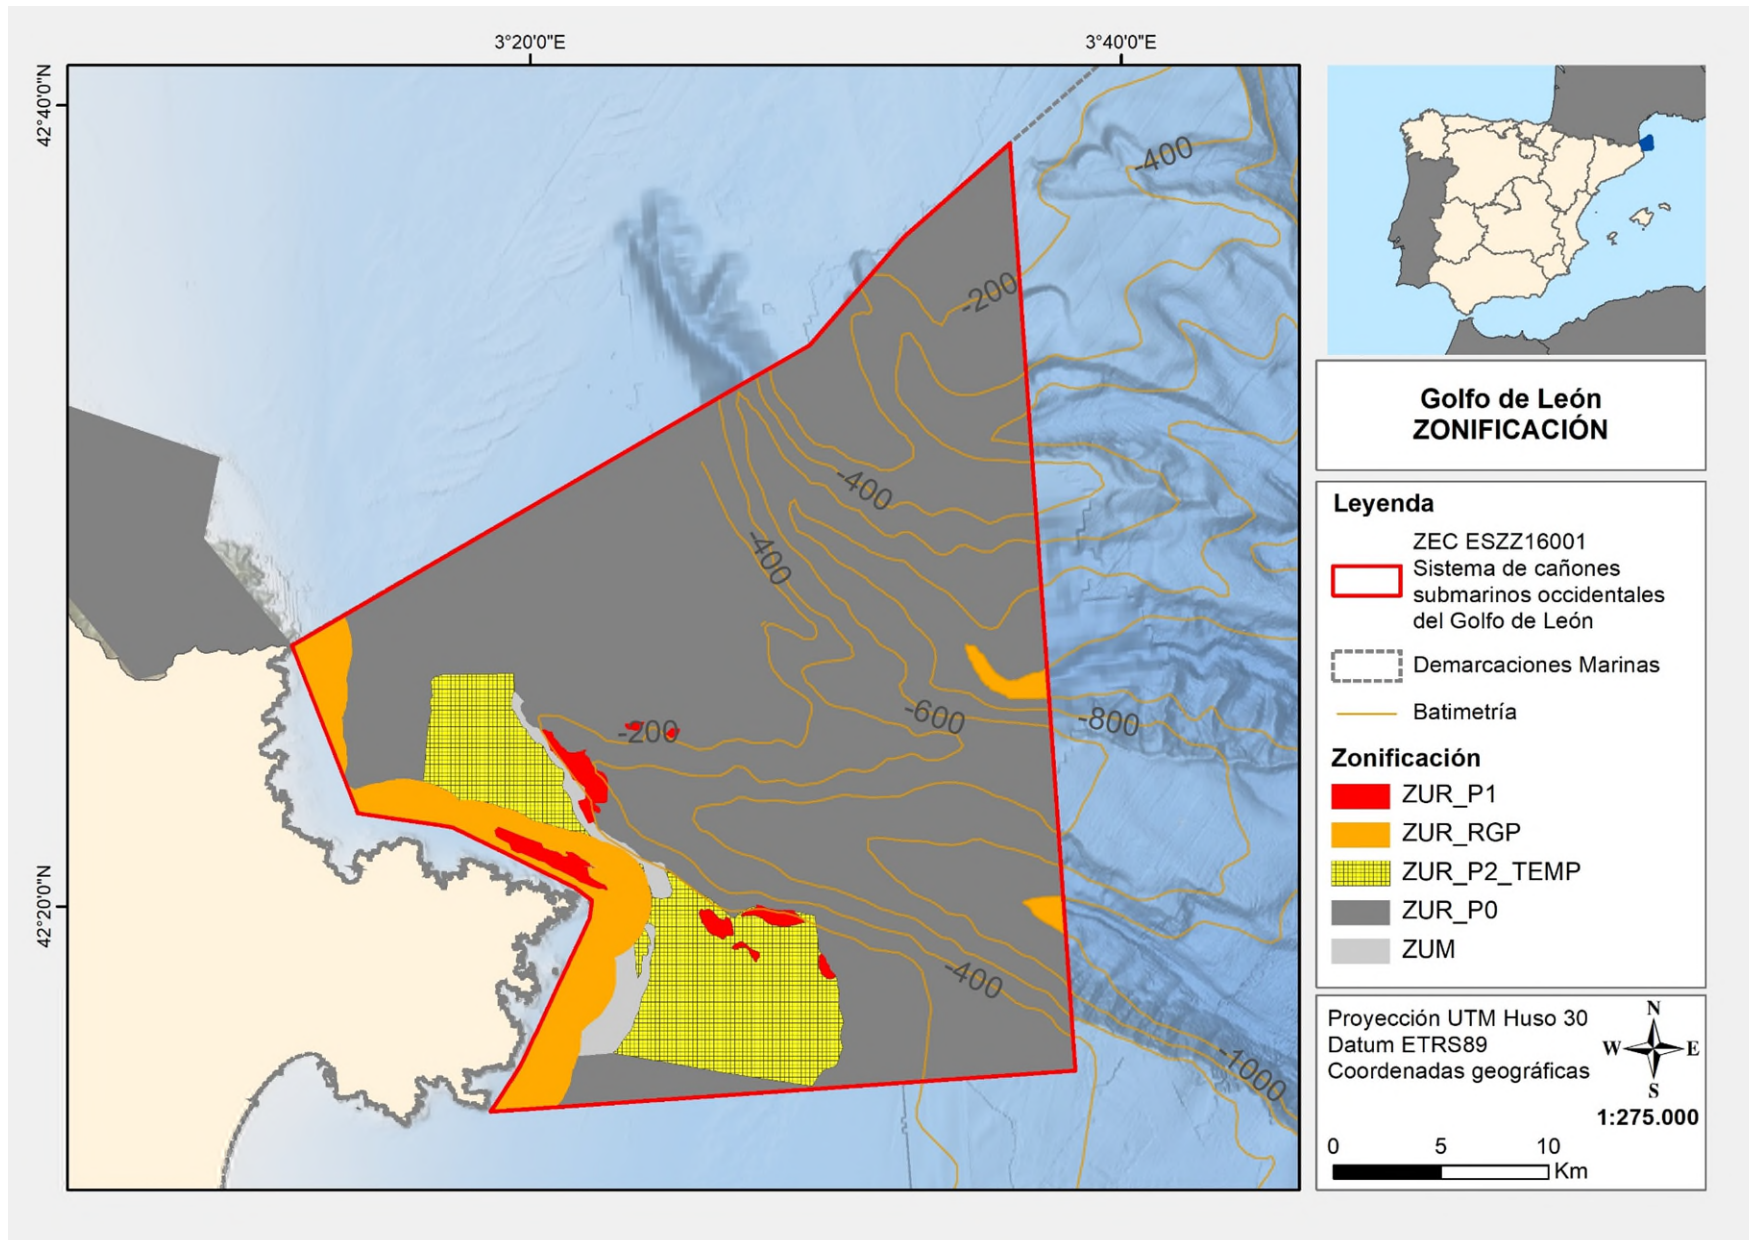 3°20'0"E
3°40'0"E
42°40'0"N
42°20'0"N
-400
-200
-400
-400
-200
-600
-800
-400
-1000
Golfo de León
ZONIFICACIÓN
Leyenda
ZEC ESZZ16001
Sistema de cañones
submarinos occidentales
del Golfo de León
Demarcaciones Marinas
Batimetría
Zonificación
ZUR_P1
ZUR_RGP
ZUR_P2_TEMP
ZUR_P0
ZUM
Proyección UTM Huso 30
Datum ETRS89
Coordenadas geográficas
N
W E
S
1:275.000
0 5 10
Km